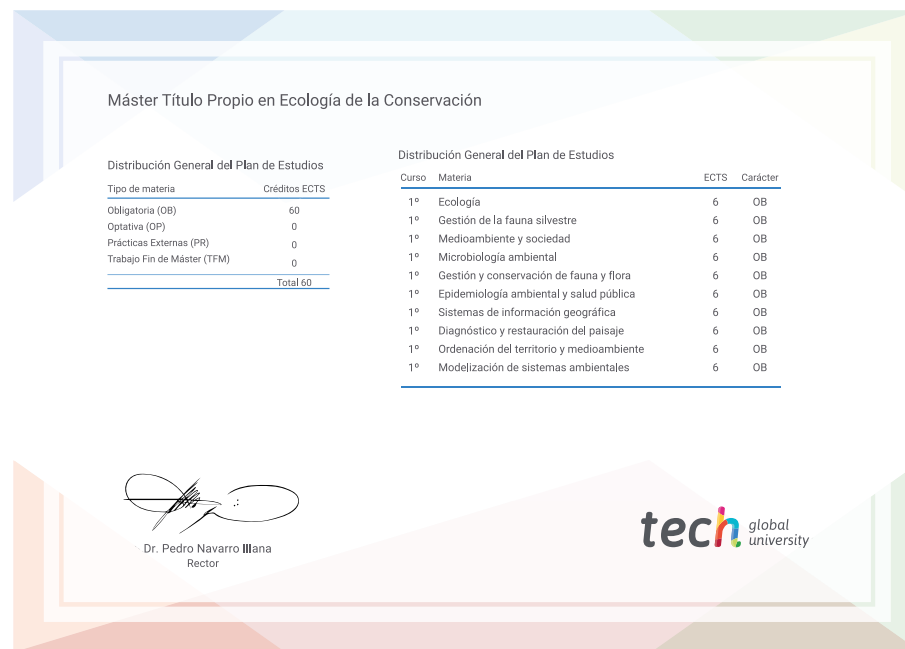 Máster Título Propio en Ecología de la Conservación
Distribución General del Plan de Estudios
Tipo de materia Créditos ECTS
Obligatoria (OB) 60
Optativa (OP) 0
Prácticas Externas (PR) 0
Trabajo Fin de Máster (TFM) 0
Total 60
Distribución General del Plan de Estudios
Curso Materia ECTS Carácter
1º Ecología 6 OB
1º Gestión de la fauna silvestre 6 OB
1º Medioambiente y sociedad 6 OB
1º Microbiología ambiental 6 OB
1º Gestión y conservación de fauna y flora 6 OB
1º Epidemiología ambiental y salud pública 6 OB
1º Sistemas de información geográfica 6 OB
1º Diagnóstico y restauración del paisaje 6 OB
1º Ordenación del territorio y medioambiente 6 OB
1º Modelización de sistemas ambientales 6 OB
Dr. Pedro Navarro Illana
Rector
tech global
university